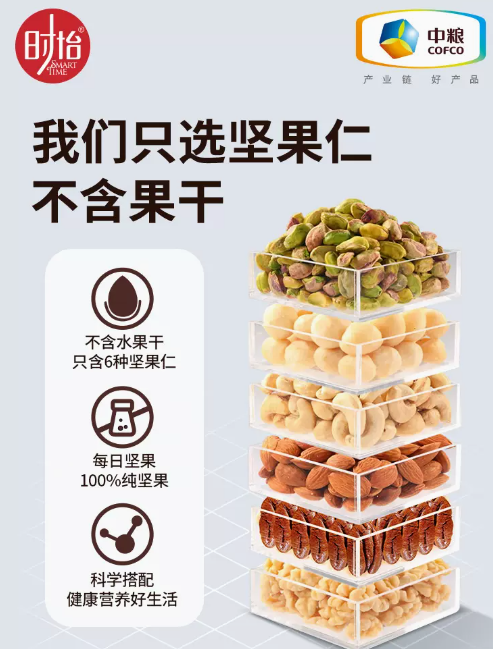 时怡®
SMART
TIME
中粮
COFCO
产业链 好产品
我们只选坚果仁
不含果干
不含水果干
只含6种坚果仁
每日坚果
100%纯坚果
科学搭配
健康营养好生活